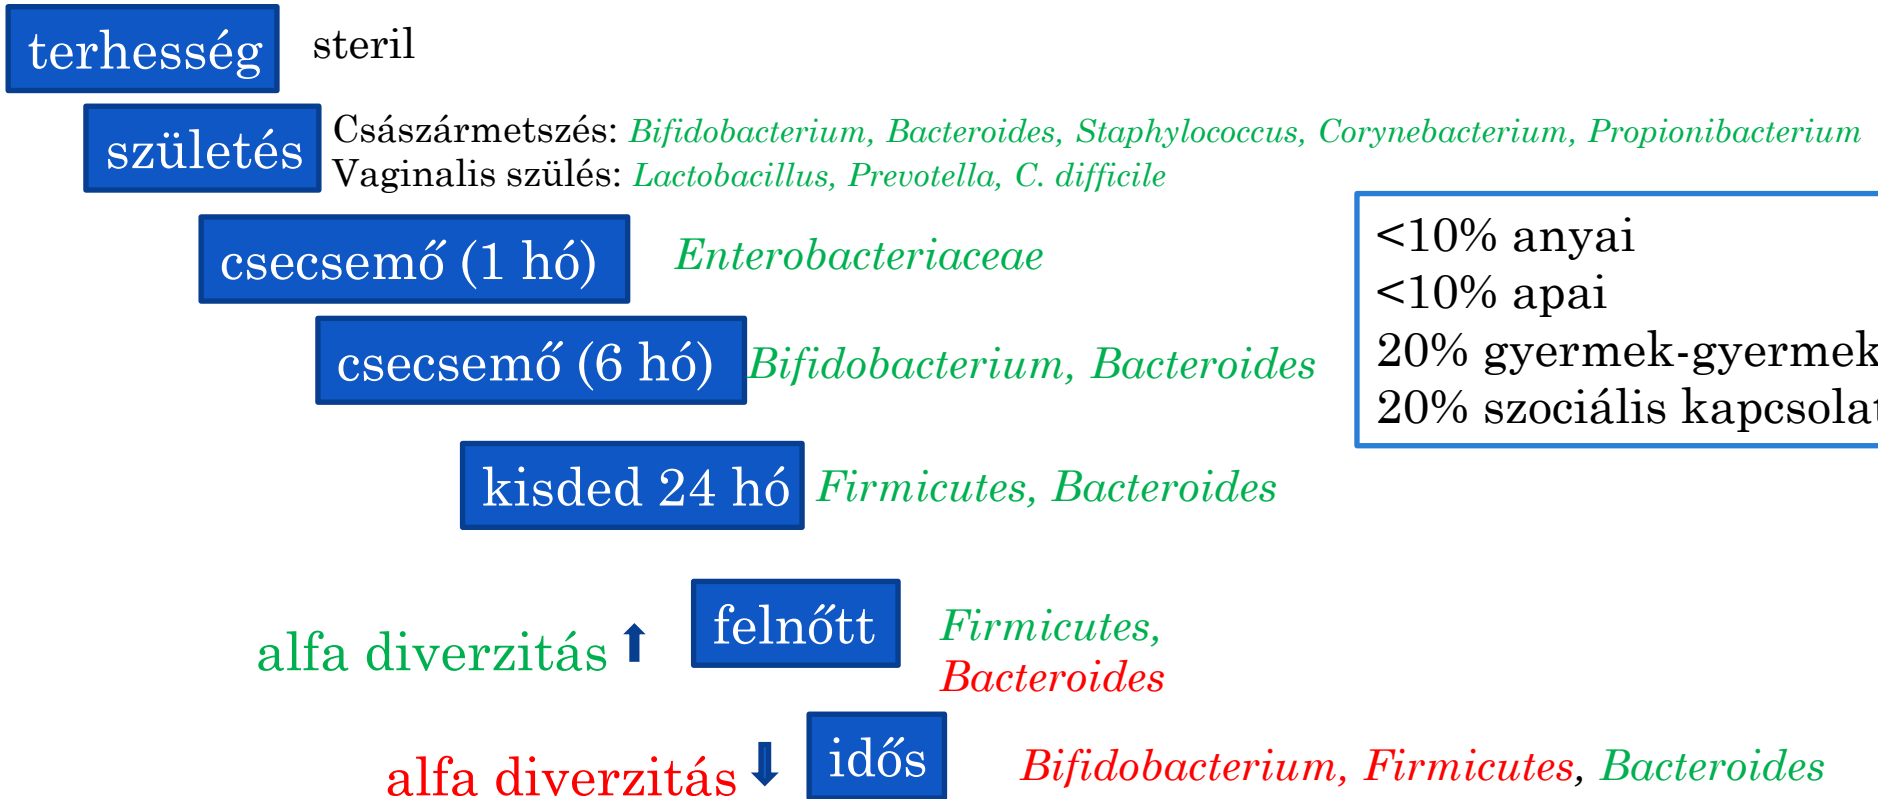 terhesség steril
születés
Császármetszés: Bifidobacterium, Bacteroides, Staphylococcus, Corynebacterium, Propionibacterium
Vaginalis szülés: Lactobacillus, Prevotella, C. difficile
csecsemő (1 hó) Enterobacteriaceae
csecsemő (6 hó) Bifidobacterium, Bacteroides
<10% anyai
<10% apai
20% gyermek-gyermek
20% szociális kapcsolat
kisded 24 hó Firmicutes, Bacteroides
alfa diverzitás
felnőtt
Firmicutes,
Bacteroides
alfa diverzitás
idős
Bifidobacterium, Firmicutes, Bacteroides